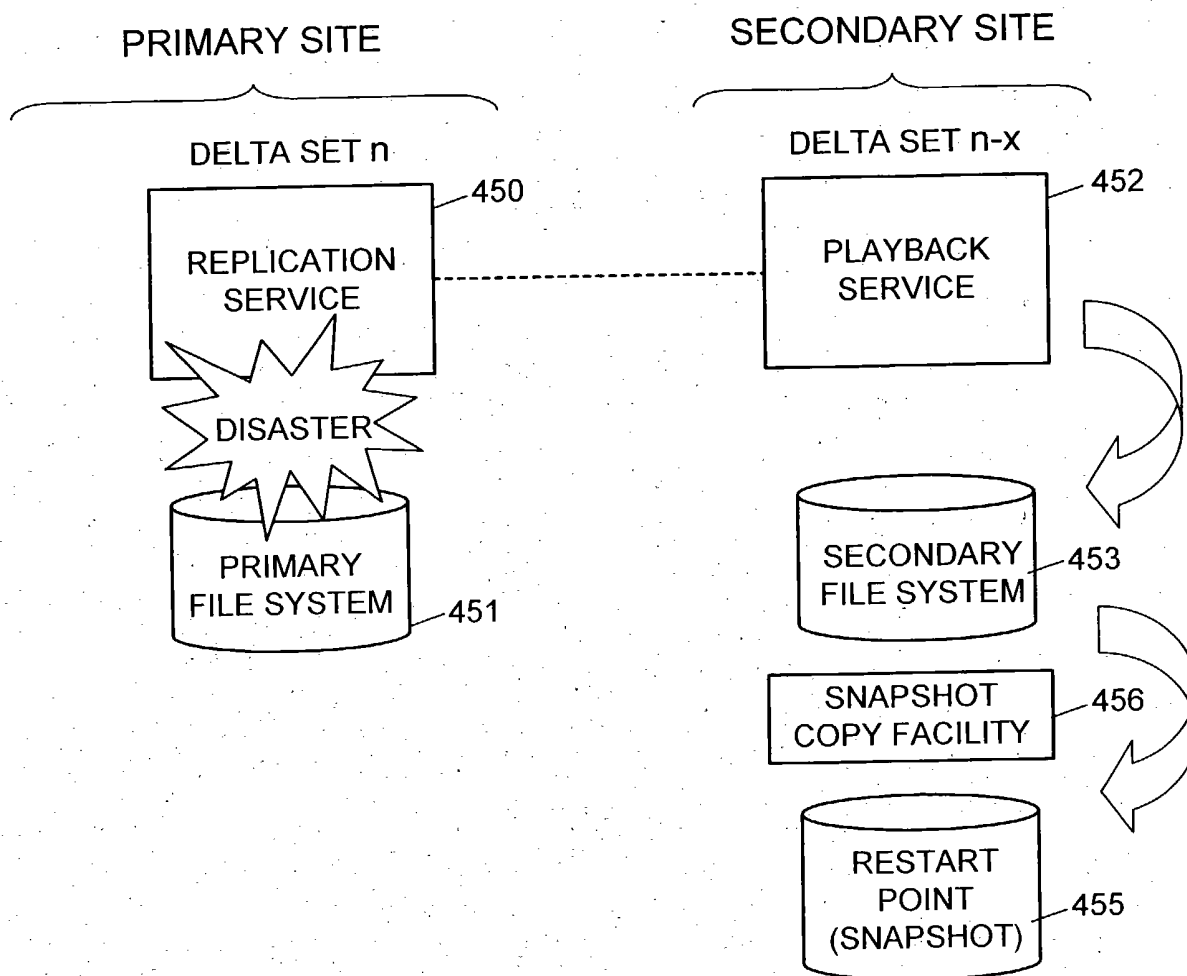 PRIMARY SITE
SECONDARY SITE
DELTA SET n
DELTA SET n-x
450
452
REPLICATION
SERVICE
PLAYBACK
SERVICE
DISASTER
PRIMARY
FILE SYSTEM
451
SECONDARY
FILE SYSTEM
453
SNAPSHOT
COPY FACILITY
456
RESTART
POINT
(SNAPSHOT)
455